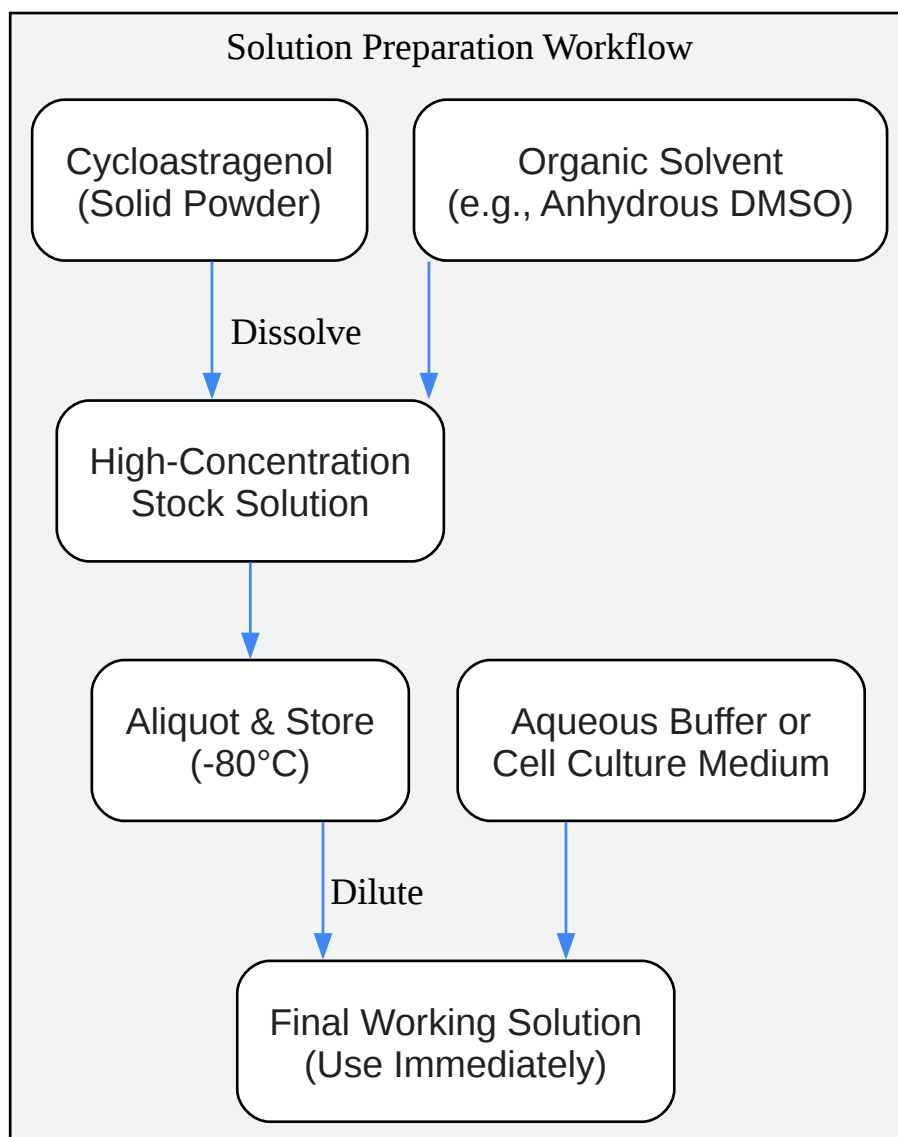 Solution Preparation Workflow
Cycloastragenol
(Solid Powder)
Organic Solvent
(e.g., Anhydrous DMSO)
Dissolve
High-Concentration
Stock Solution
Aliquot & Store
(-80°C)
Aqueous Buffer or
Cell Culture Medium
Dilute
Final Working Solution
(Use Immediately)